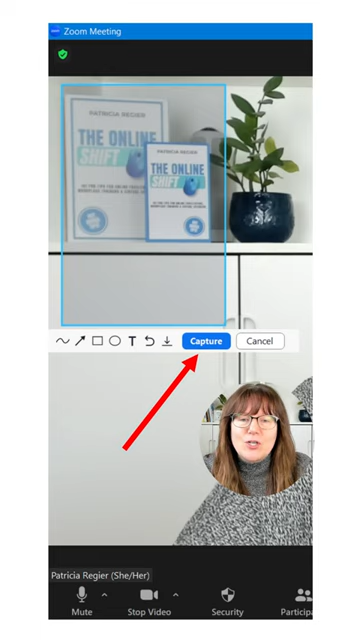 Zoom Meeting
PATRICIA REGIER
THE ONLINE
SHIFT
PATRICIA REGIER
THE ONLINE
SHIFT
T
Capture
Cancel
Patricia Regier (She/Her)
Mute
Stop Video
Security
Participa